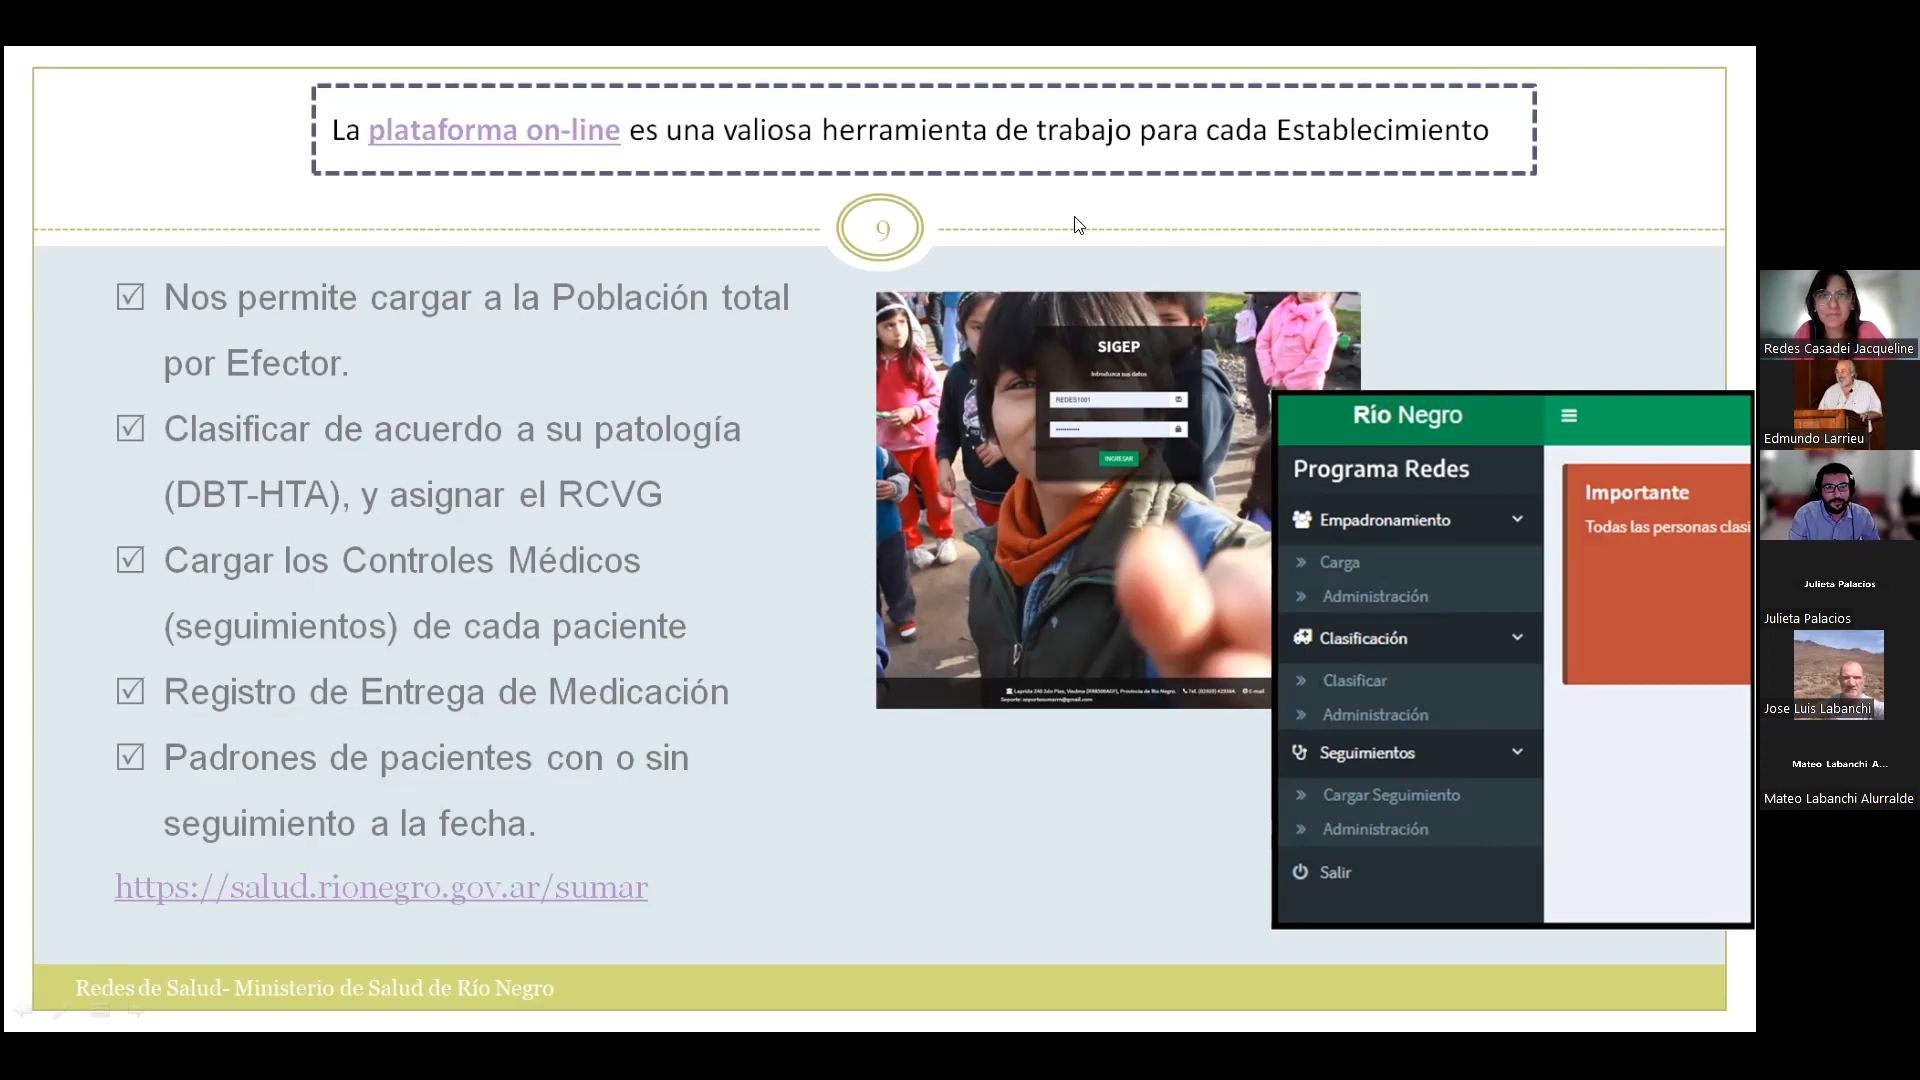 La plataforma on-line es una valiosa herramienta de trabajo para cada Establecimiento
9
☑ Nos permite cargar a la Población total
por Efector.
☑ Clasificar de acuerdo a su patología
(DBT-HTA), y asignar el RCVG
☑ Cargar los Controles Médicos
(seguimientos) de cada paciente
☑ Registro de Entrega de Medicación
☑ Padrones de pacientes con o sin
seguimiento a la fecha.
https://salud.rionegro.gov.ar/sumar
SIGEP
Introduzca sus datos
REDES1001
INGRESAR
Río Negro
Programa Redes
Empadronamiento
» Carga
» Administración
Clasificación
» Clasificar
» Administración
Seguimientos
» Cargar Seguimiento
» Administración
Salir
Importante
Todas las personas clasi
Redes de Salud- Ministerio de Salud de Río Negro
Redes Casadei Jacqueline
Edmundo Larrieu
Julieta Palacios
Julieta Palacios
Jose Luis Labanchi
Mateo Labanchi A...
Mateo Labanchi Alurralde